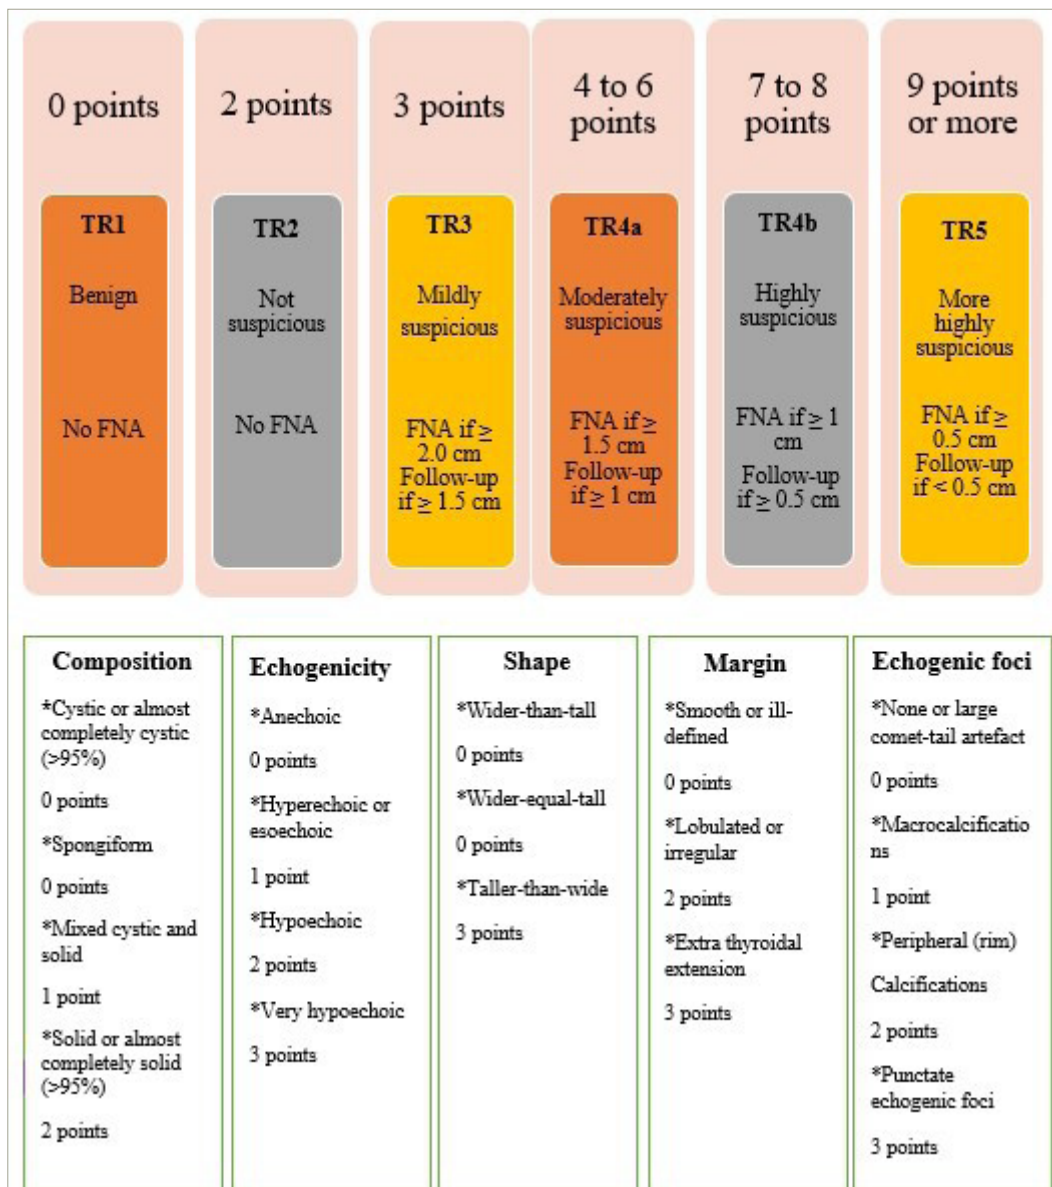 0 points
TR1
Benign
No FNA
2 points
TR2
Not
suspicious
No FNA
3 points
TR3
Mildly
suspicious
FNA if ≥
2.0 cm
Follow-up
if ≥ 1.5 cm
4 to 6
points
TR4a
Moderately
suspicious
FNA if ≥
1.5 cm
Follow-up
if ≥ 1 cm
7 to 8
points
TR4b
Highly
suspicious
FNA if ≥ 1
cm
Follow-up
if ≥ 0.5 cm
9 points
or more
TR5
More
highly
suspicious
FNA if ≥
0.5 cm
Follow-up
if < 0.5 cm
Composition
*Cystic or almost
completely cystic
(>95%)
0 points
*Spongiform
0 points
*Mixed cystic and
solid
1 point
*Solid or almost
completely solid
(>95%)
2 points
Echogenicity
*Anechoic
0 points
*Hyperechoic or
esoechoic
1 point
*Hypoechoic
2 points
*Very hypoechoic
3 points
Shape
*Wider-than-tall
0 points
*Wider-equal-tall
0 points
*Taller-than-wide
3 points
Margin
*Smooth or ill-
defined
0 points
*Lobulated or
irregular
2 points
*Extra thyroidal
extension
3 points
Echogenic foci
*None or large
comet-tail artefact
0 points
*Macrocalcificatio
ns
1 point
*Peripheral (rim)
Calcifications
2 points
*Punctate
echogenic foci
3 points